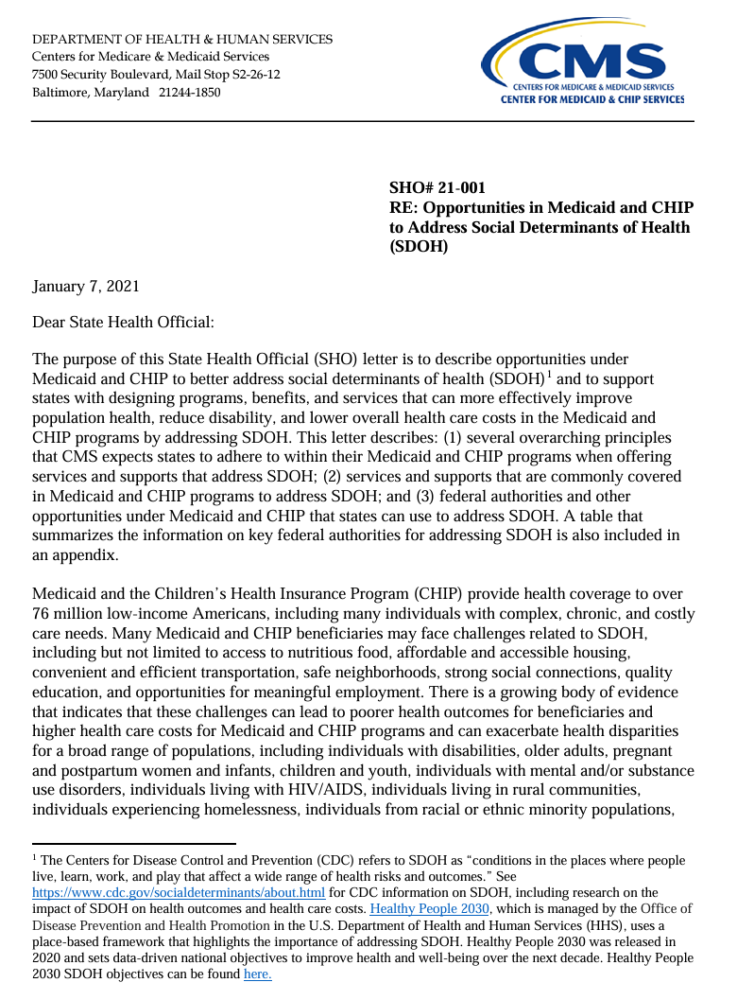 DEPARTMENT OF HEALTH & HUMAN SERVICES
Centers for Medicare & Medicaid Services
7500 Security Boulevard, Mail Stop S2-26-12
Baltimore, Maryland 21244-1850
CMS
CENTERS FOR MEDICARE & MEDICAID SERVICES
CENTER FOR MEDICAID & CHIP SERVICES
SHO# 21-001
RE: Opportunities in Medicaid and CHIP
to Address Social Determinants of Health
(SDOH)
January 7, 2021
Dear State Health Official:
The purpose of this State Health Official (SHO) letter is to describe opportunities under
Medicaid and CHIP to better address social determinants of health (SDOH)1 and to support
states with designing programs, benefits, and services that can more effectively improve
population health, reduce disability, and lower overall health care costs in the Medicaid and
CHIP programs by addressing SDOH. This letter describes: (1) several overarching principles
that CMS expects states to adhere to within their Medicaid and CHIP programs when offering
services and supports that address SDOH; (2) services and supports that are commonly covered
in Medicaid and CHIP programs to address SDOH; and (3) federal authorities and other
opportunities under Medicaid and CHIP that states can use to address SDOH. A table that
summarizes the information on key federal authorities for addressing SDOH is also included in
an appendix.
Medicaid and the Children’s Health Insurance Program (CHIP) provide health coverage to over
76 million low-income Americans, including many individuals with complex, chronic, and costly
care needs. Many Medicaid and CHIP beneficiaries may face challenges related to SDOH,
including but not limited to access to nutritious food, affordable and accessible housing,
convenient and efficient transportation, safe neighborhoods, strong social connections, quality
education, and opportunities for meaningful employment. There is a growing body of evidence
that indicates that these challenges can lead to poorer health outcomes for beneficiaries and
higher health care costs for Medicaid and CHIP programs and can exacerbate health disparities
for a broad range of populations, including individuals with disabilities, older adults, pregnant
and postpartum women and infants, children and youth, individuals with mental and/or substance
use disorders, individuals living with HIV/AIDS, individuals living in rural communities,
individuals experiencing homelessness, individuals from racial or ethnic minority populations,
1 The Centers for Disease Control and Prevention (CDC) refers to SDOH as “conditions in the places where people
live, learn, work, and play that affect a wide range of health risks and outcomes.” See
https://www.cdc.gov/socialdeterminants/about.html for CDC information on SDOH, including research on the
impact of SDOH on health outcomes and health care costs. Healthy People 2030, which is managed by the Office of
Disease Prevention and Health Promotion in the U.S. Department of Health and Human Services (HHS), uses a
place-based framework that highlights the importance of addressing SDOH. Healthy People 2030 was released in
2020 and sets data-driven national objectives to improve health and well-being over the next decade. Healthy People
2030 SDOH objectives can be found here.